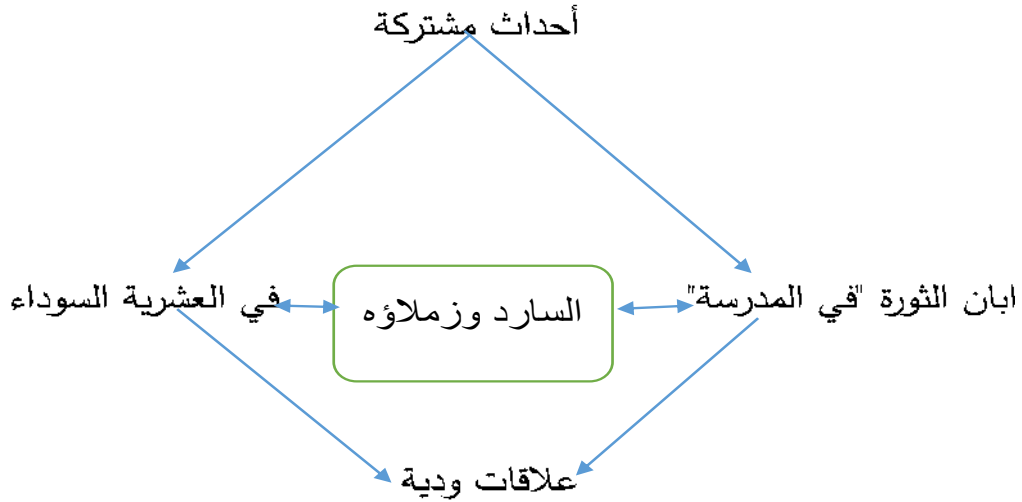 أحداث مشتركة
ابان الثورة "في المدرسة"
السارد وزملاؤه
في العشرية السوداء
علاقات ودية